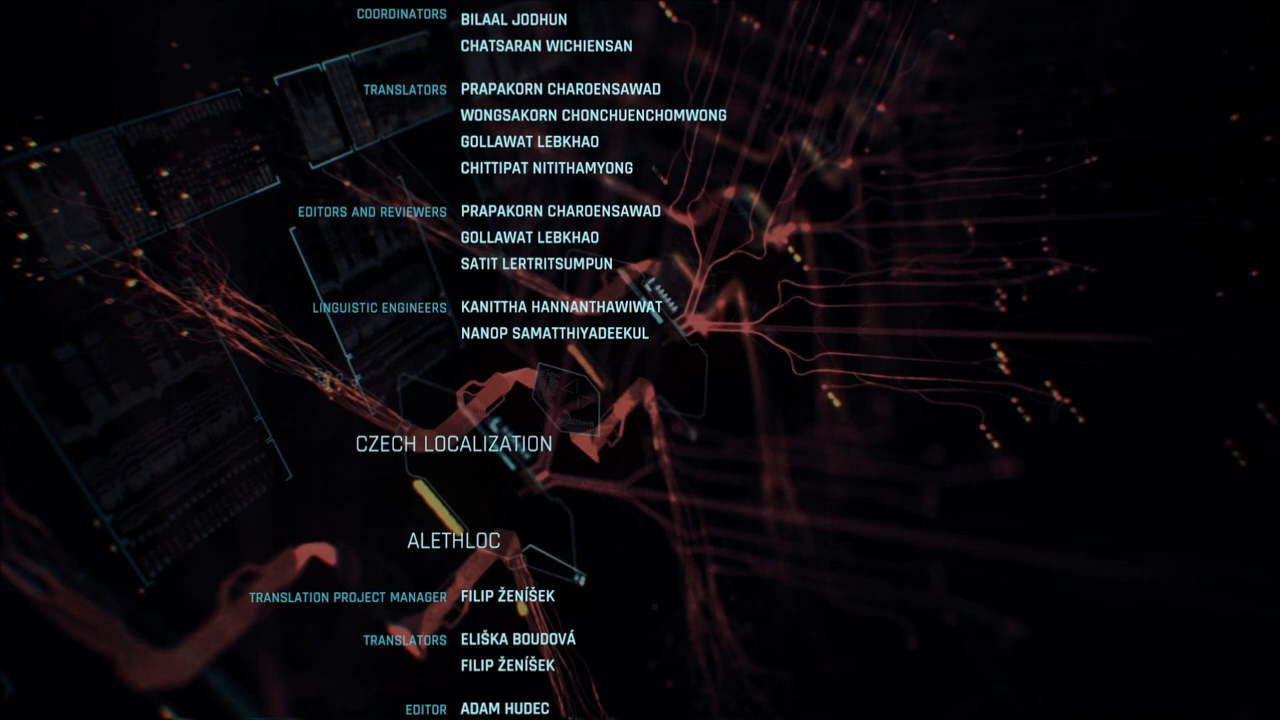 COORDINATORS BILAAL JODHUN
CHATSARAN WICHIENSAN
TRANSLATORS PRAPAKORN CHAROENSAWAD
WONGSAKORN CHONCHUENCHOMWONG
GOLLAWAT LEBKHAO
CHITTIPAT NITITHAMYONG
EDITORS AND REVIEWERS PRAPAKORN CHAROENSAWAD
GOLLAWAT LEBKHAO
SATIT LERTRITSUMPUN
LINGUISTIC ENGINEERS KANITTHA HANNANTHAWIWAT
NANOP SAMATTHIYADEEKUL
CZECH LOCALIZATION
ALETHLOC
TRANSLATION PROJECT MANAGER FILIP ŽENÍŠEK
TRANSLATORS ELIŠKA BOUDOVÁ
FILIP ŽENÍŠEK
EDITOR ADAM HUDEC